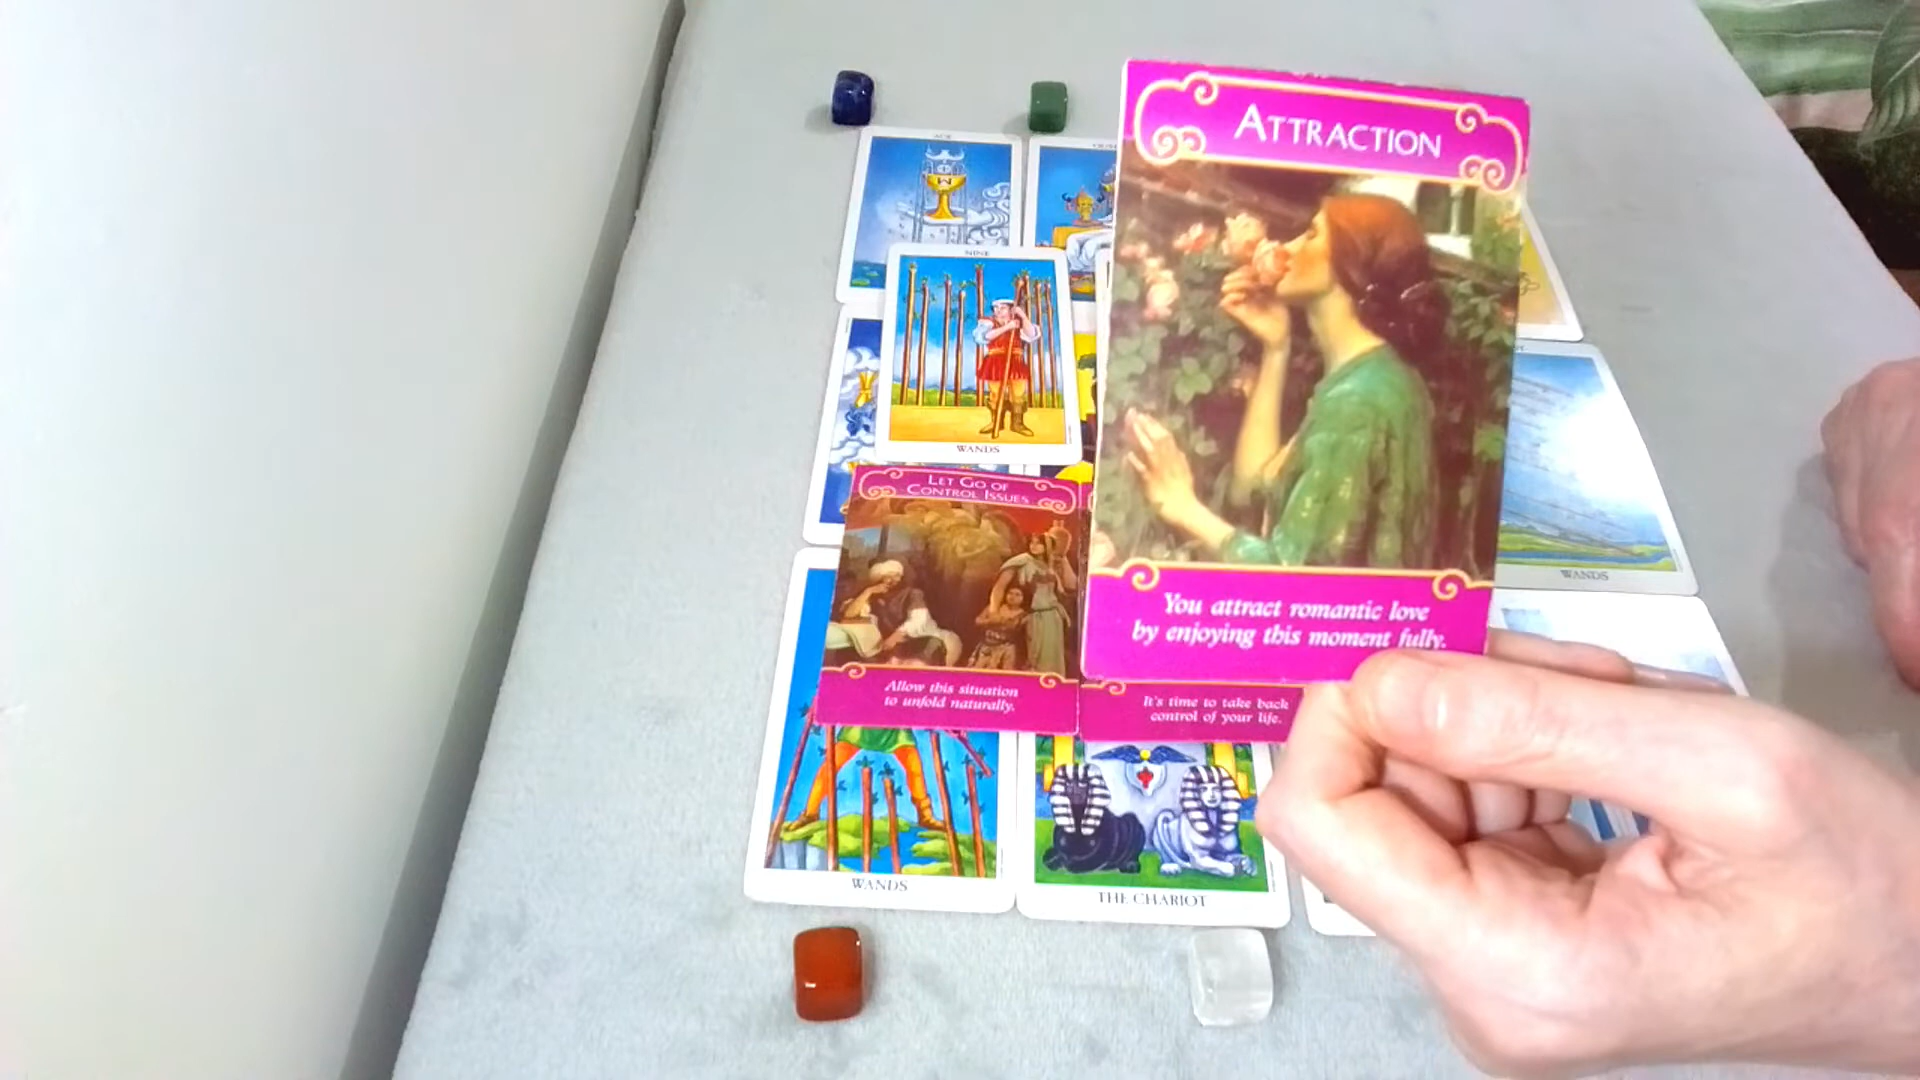 ACE
ATTRACTION
NINE
WANDS
LET GO OF
CONTROL ISSUES
You attract romantic love
by enjoying this moment fully.
WANDS
Allow this situation
to unfold naturally.
It's time to take back
control of your life.
WANDS
THE CHARIOT